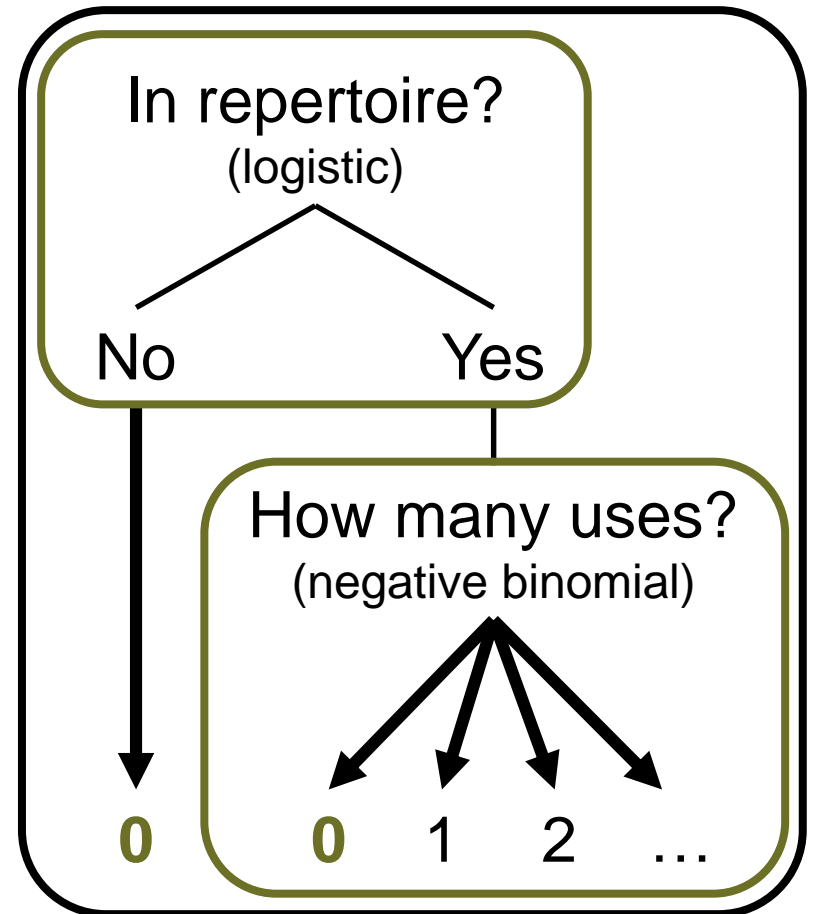 In repertoire?
(logistic)
No Yes
How many uses?
(negative binomial)
0 0 1 2 …